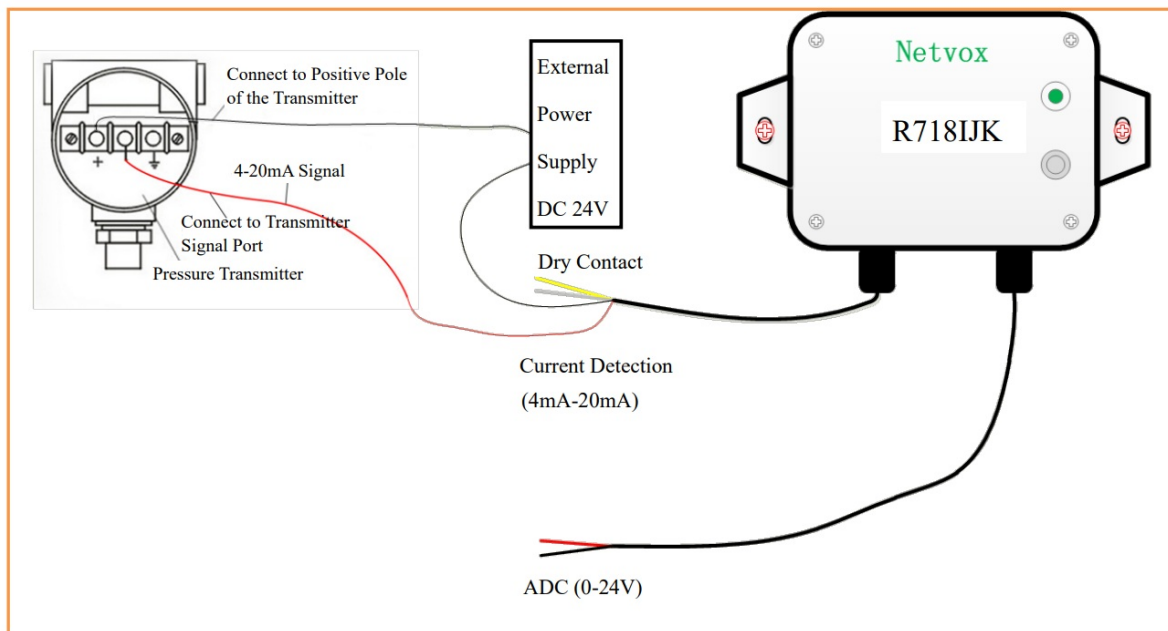 Connect to Positive Pole
of the Transmitter
+
4-20mA Signal
Connect to Transmitter
Signal Port
Pressure Transmitter
External
Power
Supply
DC 24V
Dry Contact
Current Detection
(4mA-20mA)
ADC (0-24V)
Netvox
R718IJK